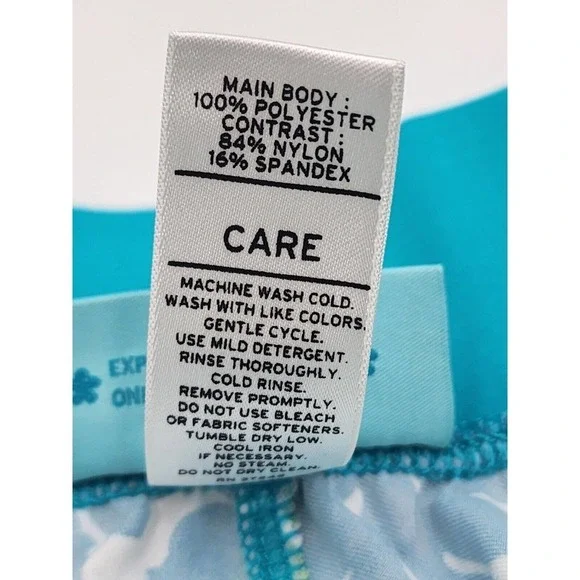 MAIN BODY :
100% POLYESTER
CONTRAST :
84% NYLON
16% SPANDEX
CARE
MACHINE WASH COLD.
WASH WITH LIKE COLORS.
GENTLE CYCLE.
USE MILD DETERGENT.
RINSE THOROUGHLY.
COLD RINSE.
REMOVE PROMPTLY.
DO NOT USE BLEACH
OR FABRIC SOFTENERS.
TUMBLE DRY LOW.
COOL IRON
IF NECESSARY.
NO STEAM.
DO NOT DRY CLEAN.
RN